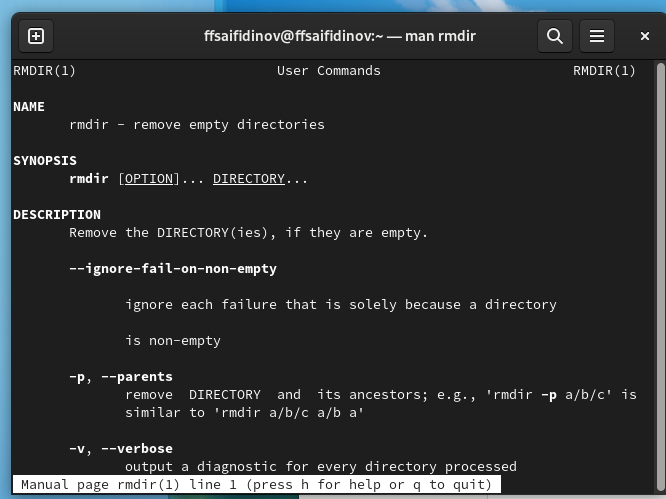 ffsaifidinov@ffsaifidinov:~ — man rmdir
RMDIR(1) User Commands RMDIR(1)
NAME
rmdir - remove empty directories
SYNOPSIS
rmdir [OPTION]... DIRECTORY...
DESCRIPTION
Remove the DIRECTORY(ies), if they are empty.
--ignore-fail-on-non-empty
ignore each failure that is solely because a directory
is non-empty
-p, --parents
remove DIRECTORY and its ancestors; e.g., 'rmdir -p a/b/c' is
similar to 'rmdir a/b/c a/b a'
-v, --verbose
output a diagnostic for every directory processed
Manual page rmdir(1) line 1 (press h for help or q to quit)